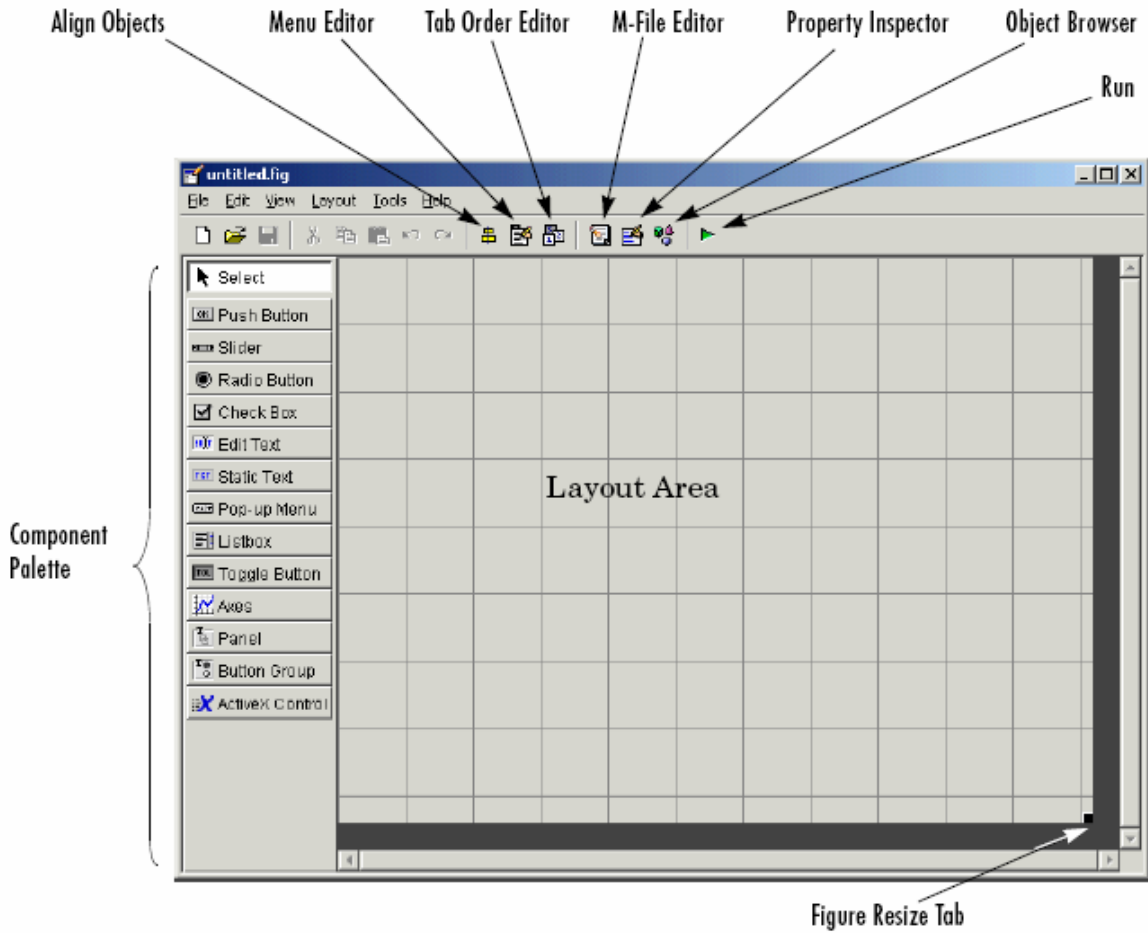 Align Objects
Menu Editor
Tab Order Editor
M-File Editor
Property Inspector
Object Browser
Run
untitled.fig
File Edit View Layout Tools Help
Select
Push Button
Slider
Radio Button
Check Box
Edit Text
Static Text
Pop-up Menu
Listbox
Toggle Button
Axes
Panel
Button Group
ActiveX Control
Layout Area
Component
Palette
Figure Resize Tab